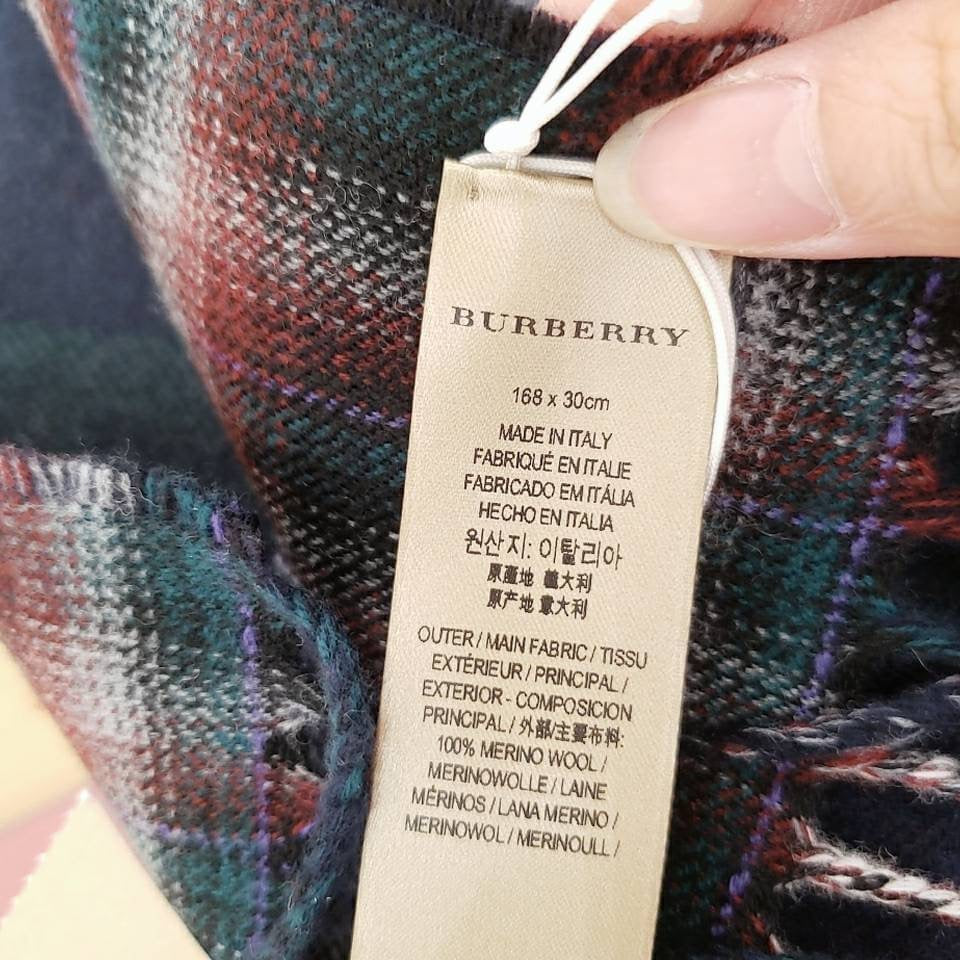 BURBERRY
168 x 30cm
MADE IN ITALY
FABRIQUÉ EN ITALIE
FABRICADO EM ITÁLIA
HECHO EN ITALIA
원산지: 이탈리아
原產地 義大利
原产地 意大利
OUTER / MAIN FABRIC / TISSU
EXTÉRIEUR / PRINCIPAL /
EXTERIOR - COMPOSICION
PRINCIPAL / 外部/主要布料:
100% MERINO WOOL /
MERINOWOLLE / LAINE
MÉRINOS / LANA MERINO /
MERINOWOL / MERINOULL /